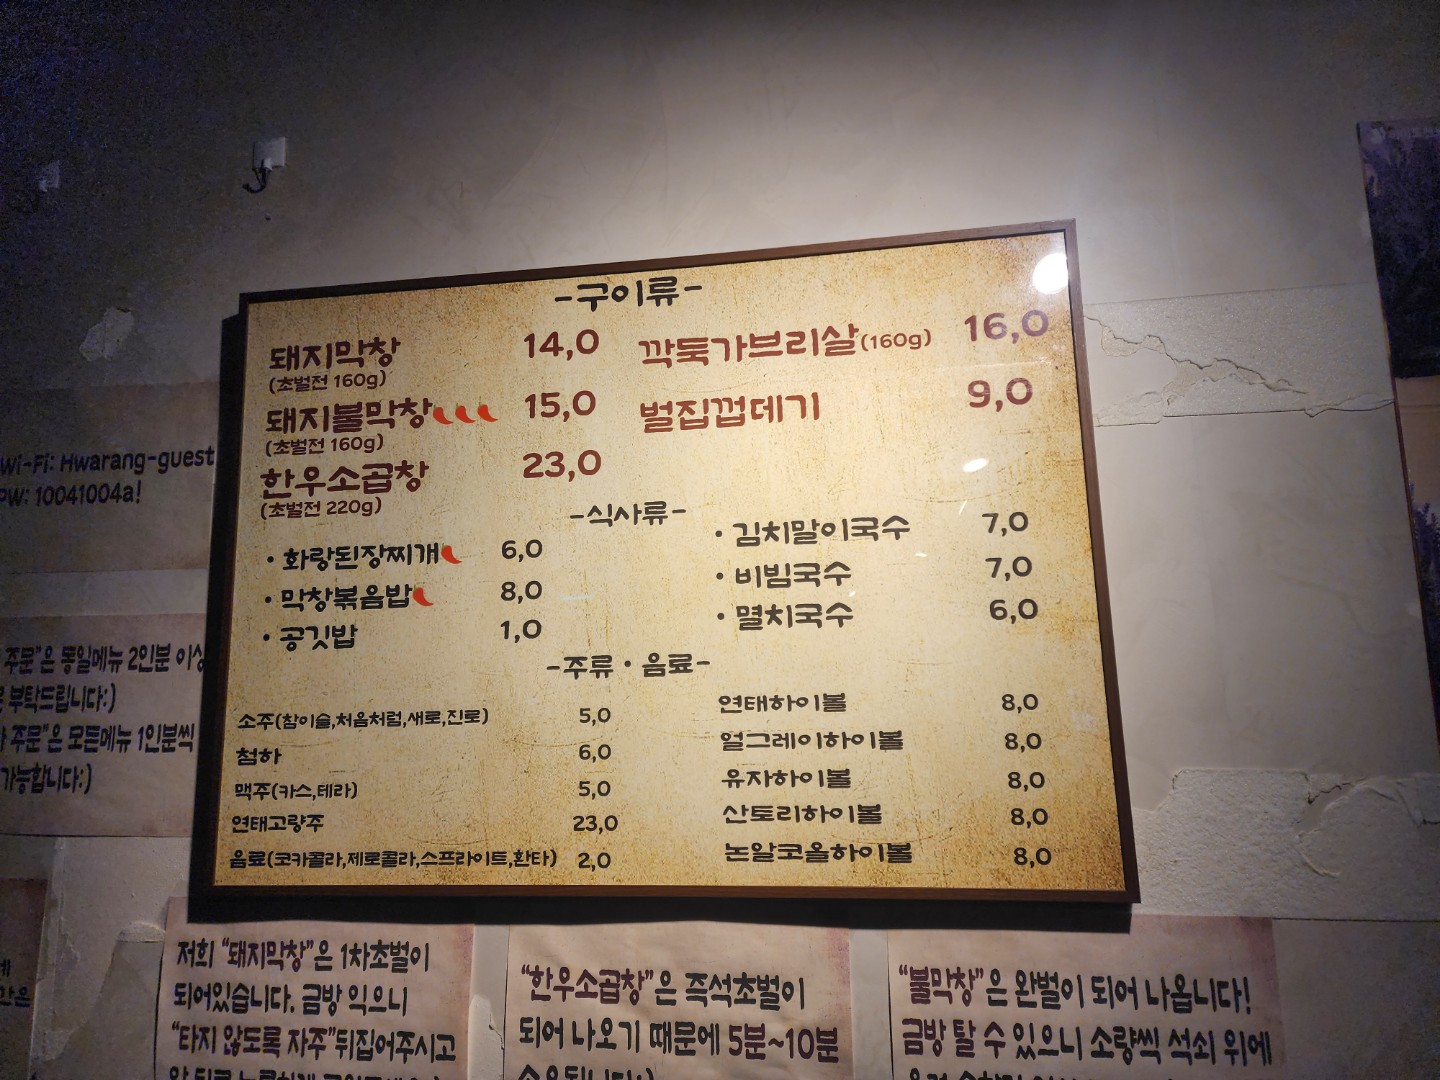 -구이류-
돼지막창 14,0
(초벌전 160g)
돼지불막창 15,0
(초벌전 160g)
한우소곱창 23,0
(초벌전 220g)
깍둑가브리살(160g) 16,0
벌집껍데기 9,0
-식사류-
· 화랑된장찌개 6,0
· 막창볶음밥 8,0
· 공깃밥 1,0
· 김치말이국수 7,0
· 비빔국수 7,0
· 멸치국수 6,0
-주류 · 음료-
소주(참이슬,처음처럼,새로,진로) 5,0
첨하 6,0
맥주(카스,테라) 5,0
연태고량주 23,0
음료(코카콜라,제로콜라,스프라이트,환타) 2,0
연태하이볼 8,0
얼그레이하이볼 8,0
유자하이볼 8,0
산토리하이볼 8,0
논알코올하이볼 8,0
Wi-Fi: Hwarang-guest
PW: 10041004a!
주문"은 동일메뉴 2인분 이상
부탁드립니다:)
주문"은 모든메뉴 1인분씩
가능합니다:)
저희 "돼지막창"은 1차초벌이
되어있습니다. 금방 익으니
"타지 않도록 자주"뒤집어주시고
"한우소곱창"은 즉석초벌이
되어 나오기 때문에 5분~10분
소요됩니다:)
"불막창"은 완벌이 되어 나옵니다!
금방 탈 수 있으니 소량씩 석쇠 위에